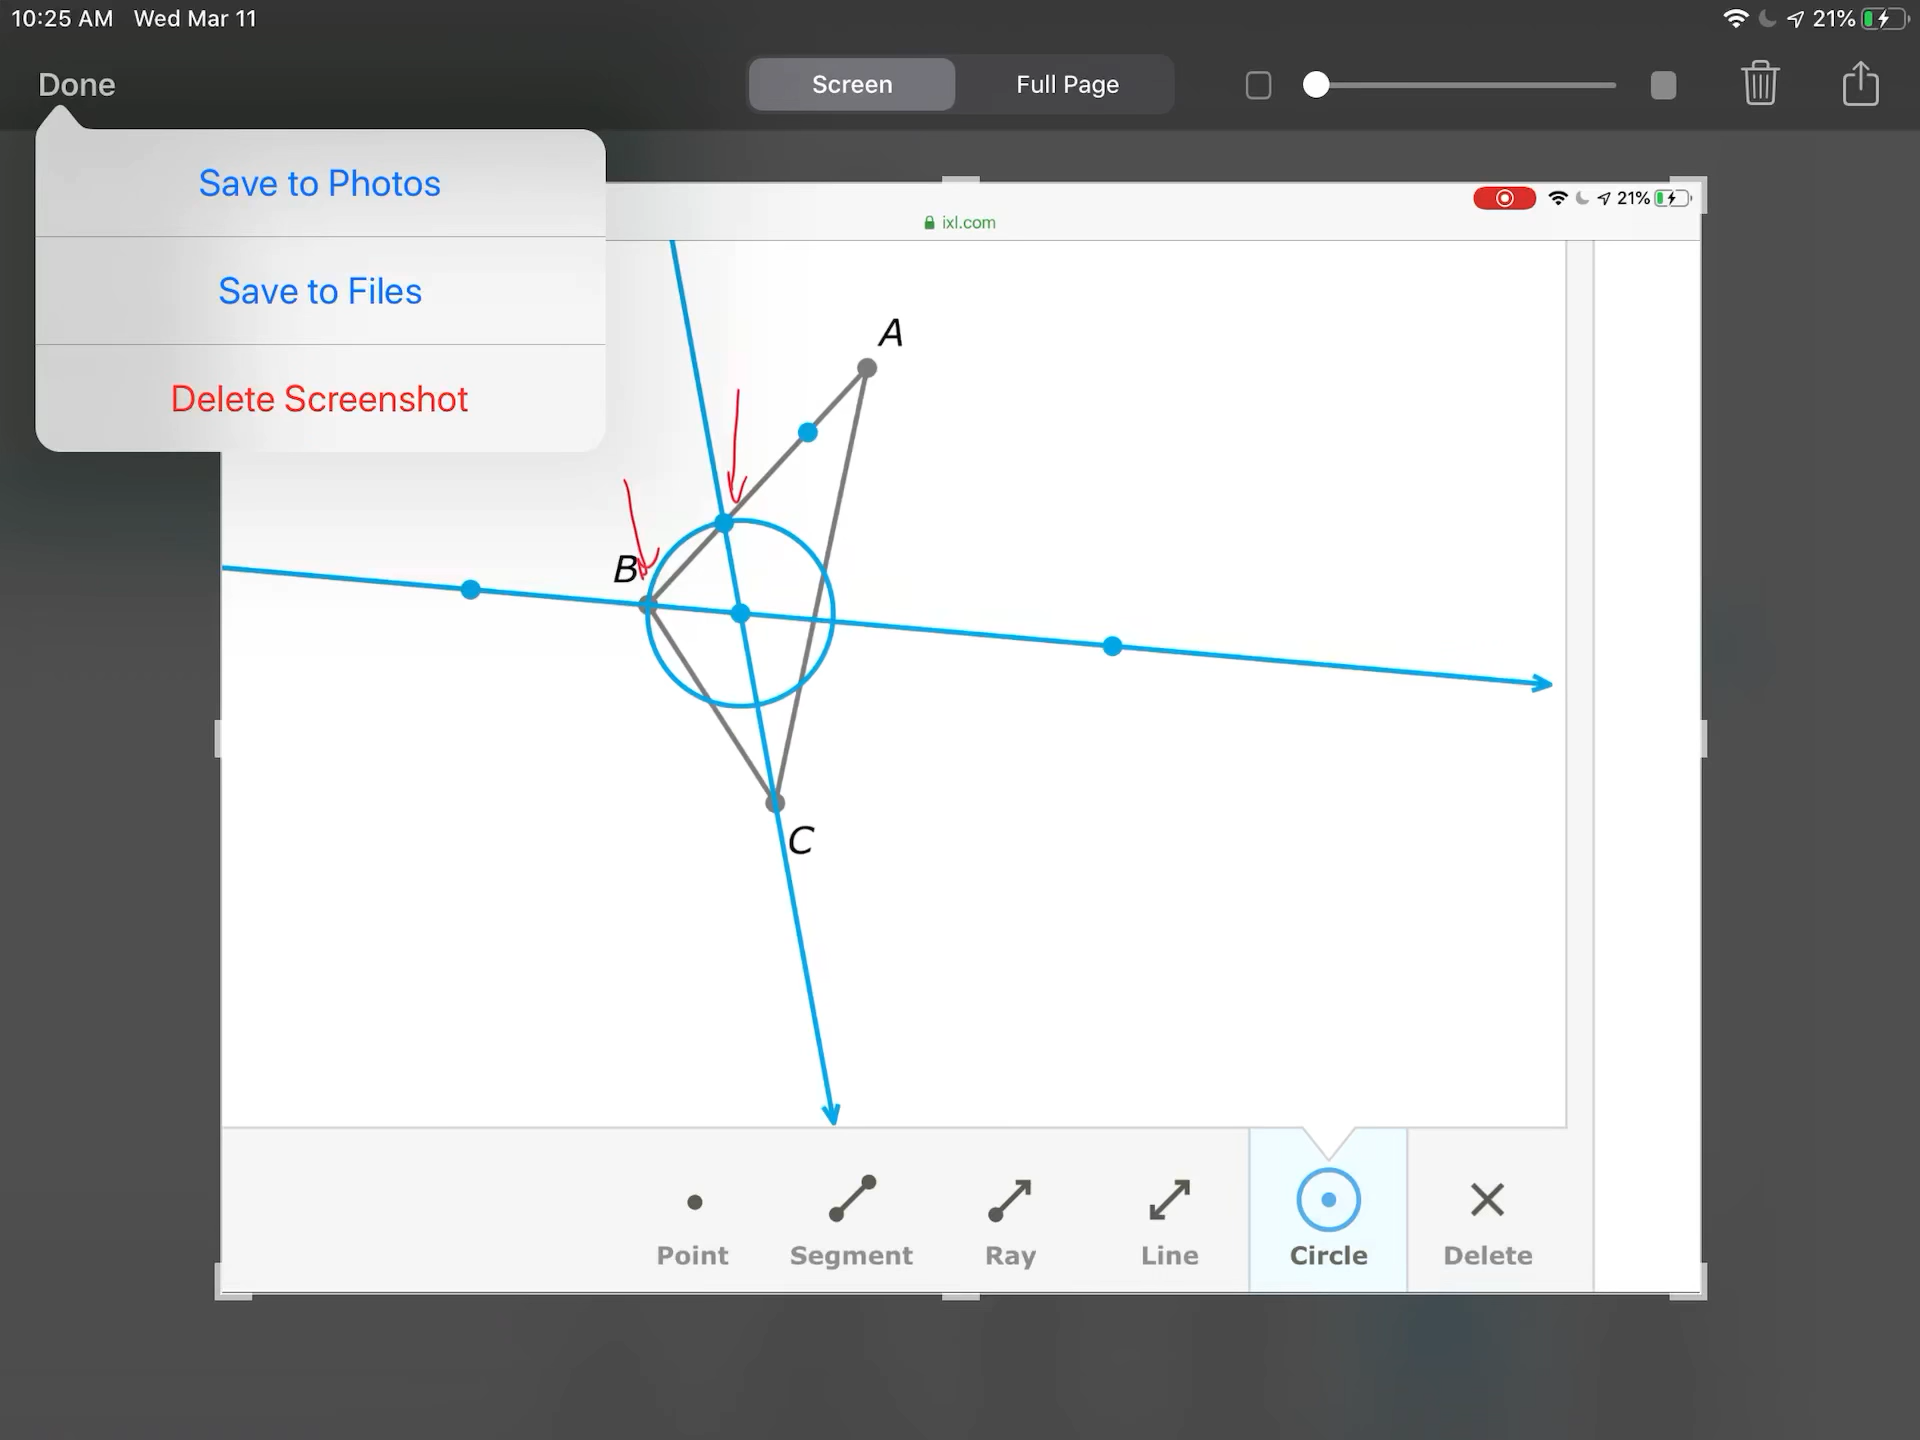 10:25 AM Wed Mar 11
21%
Done
Screen
Full Page
Save to Photos
Save to Files
Delete Screenshot
21%
ixl.com
A
B
C
Point
Segment
Ray
Line
Circle
Delete